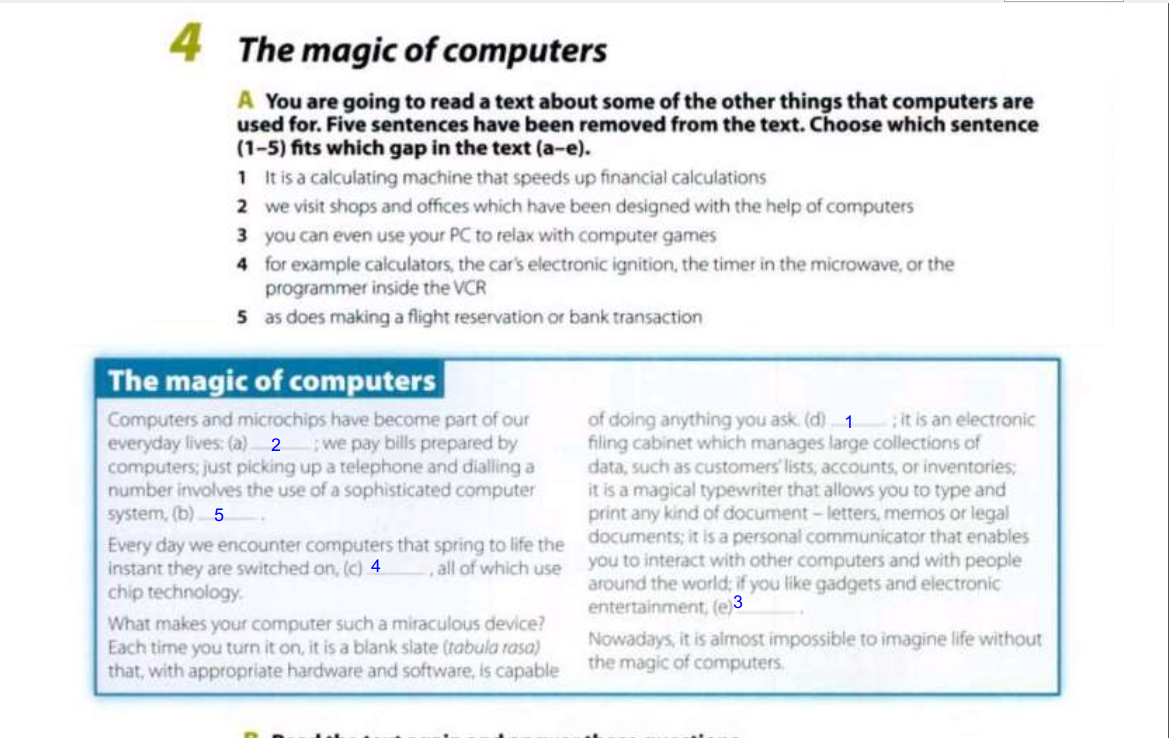 4 The magic of computers
A You are going to read a text about some of the other things that computers are
used for. Five sentences have been removed from the text. Choose which sentence
(1–5) fits which gap in the text (a–e).
1 It is a calculating machine that speeds up financial calculations
2 we visit shops and offices which have been designed with the help of computers
3 you can even use your PC to relax with computer games
4 for example calculators, the car's electronic ignition, the timer in the microwave, or the
programmer inside the VCR
5 as does making a flight reservation or bank transaction
The magic of computers
Computers and microchips have become part of our
everyday lives: (a) 2 ; we pay bills prepared by
computers; just picking up a telephone and dialling a
number involves the use of a sophisticated computer
system, (b) 5 .
Every day we encounter computers that spring to life the
instant they are switched on, (c) 4 , all of which use
chip technology.
What makes your computer such a miraculous device?
Each time you turn it on, it is a blank slate (tabula rasa)
that, with appropriate hardware and software, is capable
of doing anything you ask. (d) 1 ; it is an electronic
filing cabinet which manages large collections of
data, such as customers' lists, accounts, or inventories;
it is a magical typewriter that allows you to type and
print any kind of document – letters, memos or legal
documents; it is a personal communicator that enables
you to interact with other computers and with people
around the world; if you like gadgets and electronic
entertainment, (e) 3 .
Nowadays, it is almost impossible to imagine life without
the magic of computers.
B Read the text again and answer these questions.